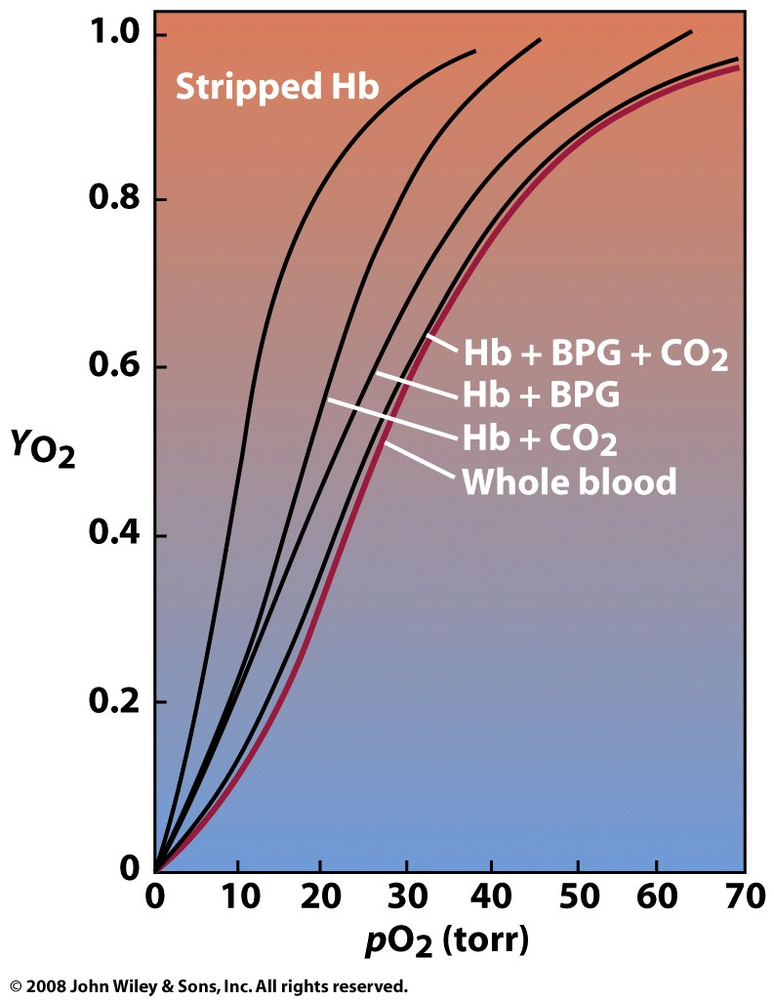 1.0
Stripped Hb
0.8
Hb + BPG + CO2
0.6
Hb + BPG
Hb + CO2
YO2
Whole blood
0.4
0.2
0
0 10 20 30 40 50 60 70
pO2 (torr)
© 2008 John Wiley & Sons, Inc. All rights reserved.